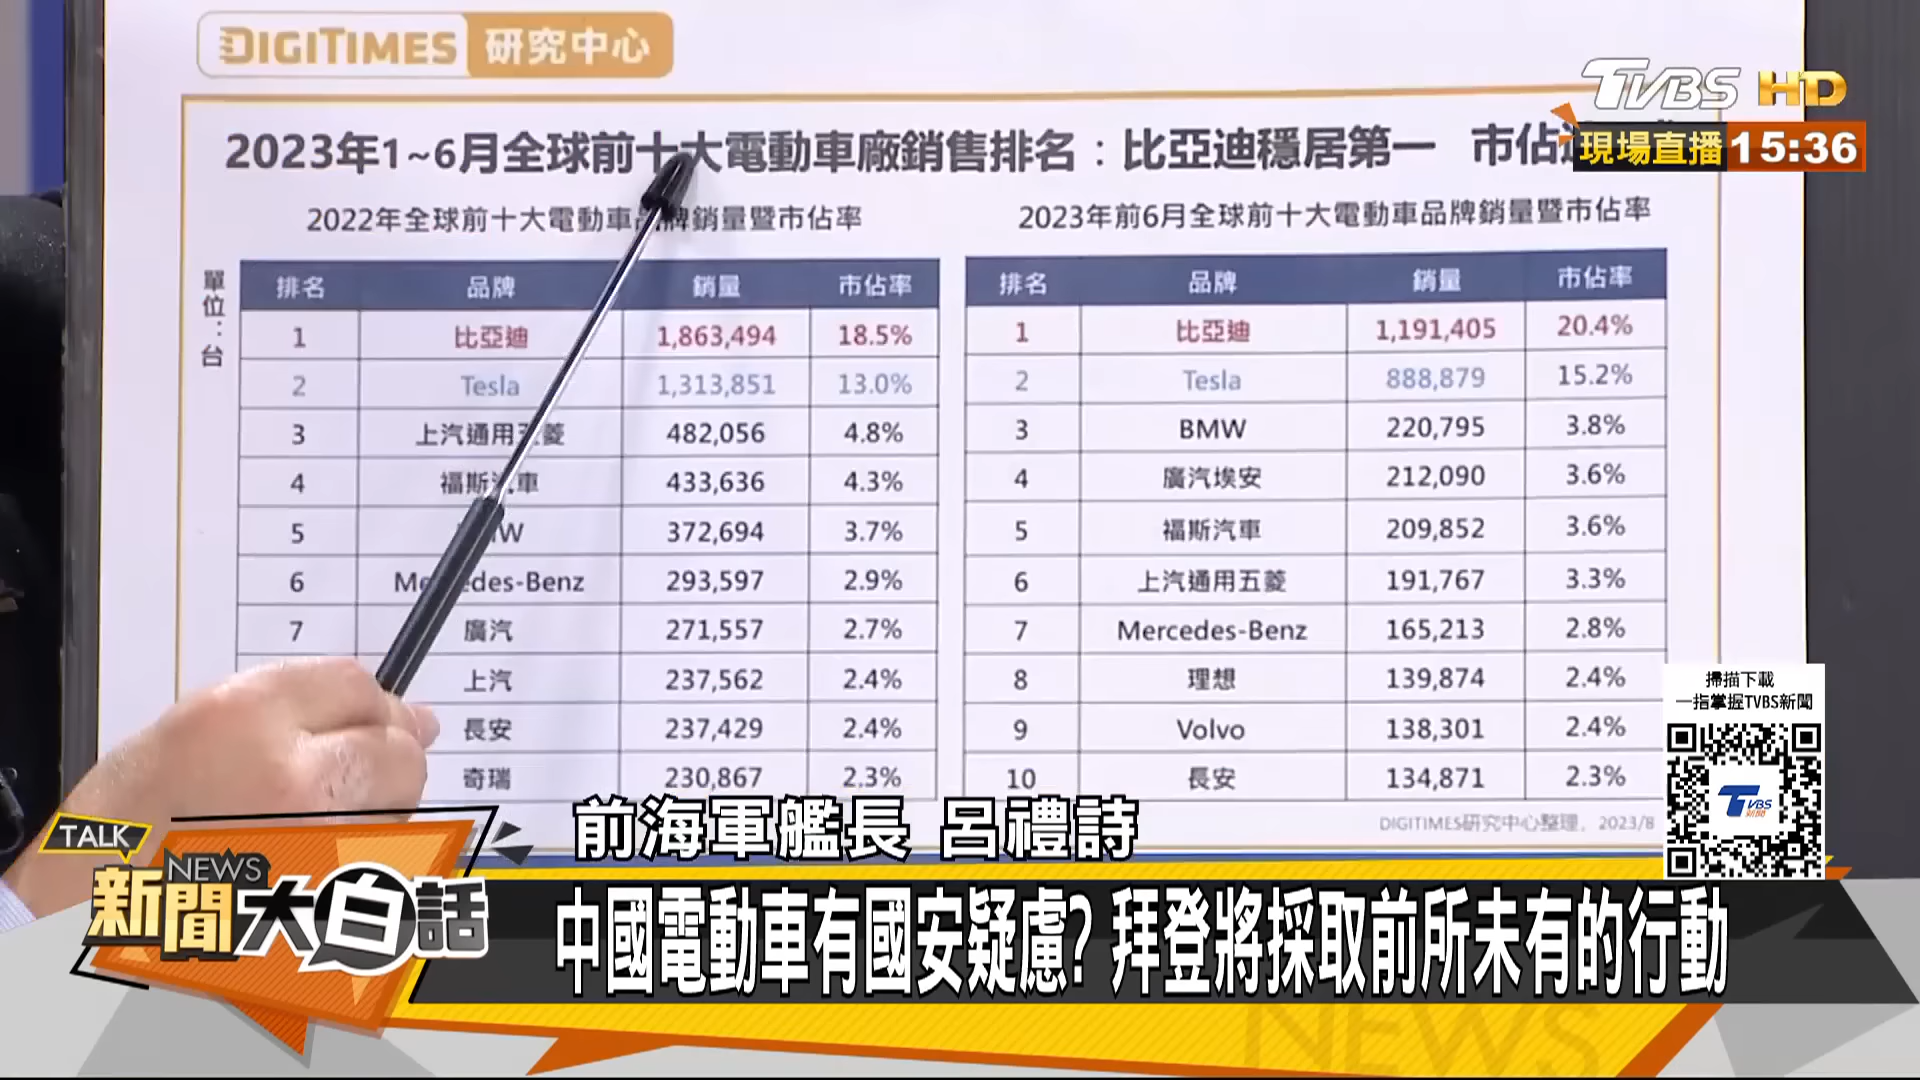 DIGITIMES 研究中心
TVBS HD
現場直播 15:36
2023年1~6月全球前十大電動車廠銷售排名：比亞迪穩居第一 市佔
2022年全球前十大電動車品牌銷量暨市佔率
單位：台
排名 品牌 銷量 市佔率
1 比亞迪 1,863,494 18.5%
2 Tesla 1,313,851 13.0%
3 上汽通用五菱 482,056 4.8%
4 福斯汽車 433,636 4.3%
5 W 372,694 3.7%
6 Mercedes-Benz 293,597 2.9%
7 廣汽 271,557 2.7%
上汽 237,562 2.4%
長安 237,429 2.4%
奇瑞 230,867 2.3%
2023年前6月全球前十大電動車品牌銷量暨市佔率
排名 品牌 銷量 市佔率
1 比亞迪 1,191,405 20.4%
2 Tesla 888,879 15.2%
3 BMW 220,795 3.8%
4 廣汽埃安 212,090 3.6%
5 福斯汽車 209,852 3.6%
6 上汽通用五菱 191,767 3.3%
7 Mercedes-Benz 165,213 2.8%
8 理想 139,874 2.4%
9 Volvo 138,301 2.4%
10 長安 134,871 2.3%
DIGITIMES研究中心整理，2023/8
掃描下載
一指掌握TVBS新聞
TVBS 新聞
前海軍艦長 呂禮詩
TALK
NEWS
新聞大白話
中國電動車有國安疑慮? 拜登將採取前所未有的行動
NEWS